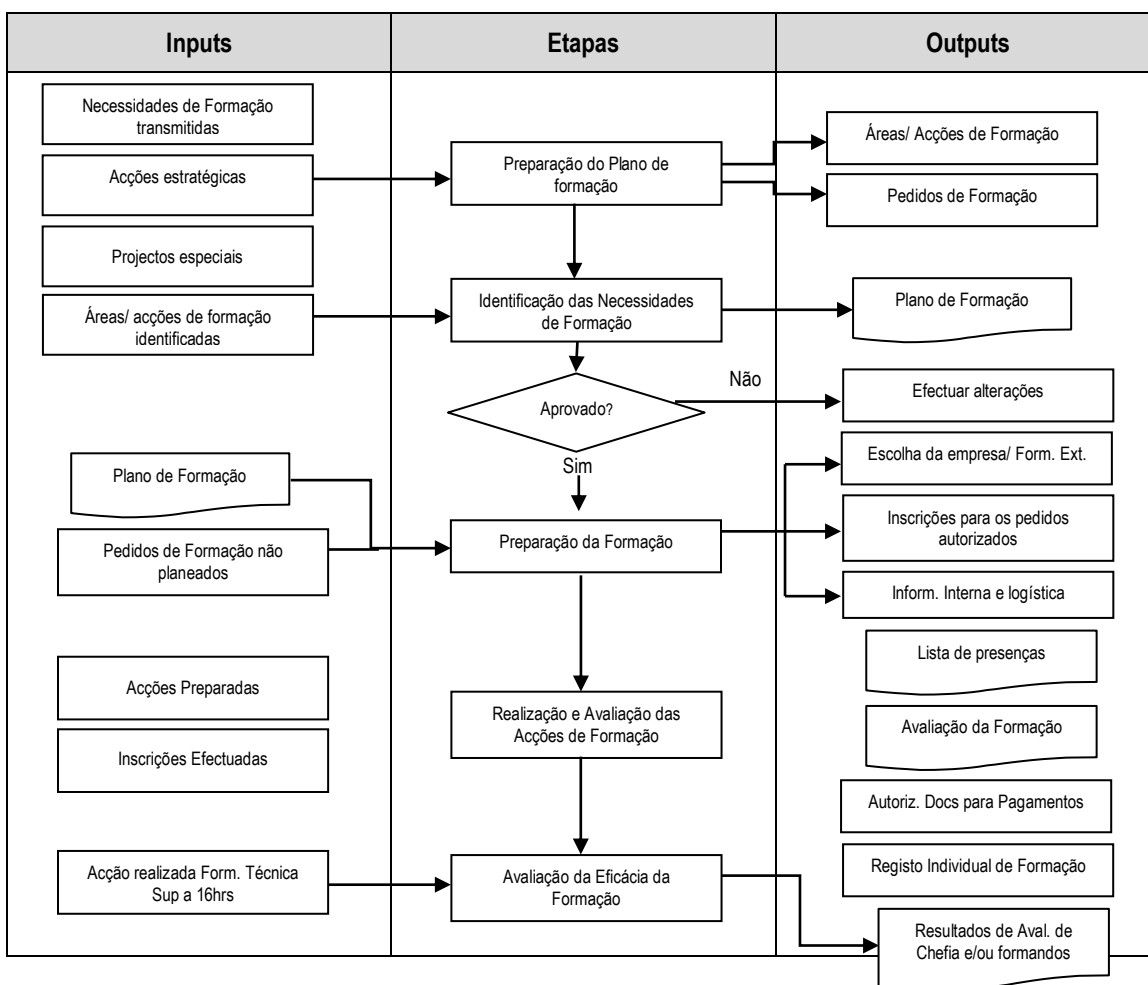 Inputs
Etapas
Outputs
Necessidades de Formação
transmitidas
Acções estratégicas
Projectos especiais
Áreas/ acções de formação
identificadas
Plano de Formação
Pedidos de Formação não
planeados
Acções Preparadas
Inscrições Efectuadas
Acção realizada Form. Técnica
Sup a 16hrs
Preparação do Plano de
formação
Identificação das Necessidades
de Formação
Aprovado?
Não
Sim
Preparação da Formação
Realização e Avaliação das
Acções de Formação
Avaliação da Eficácia da
Formação
Áreas/ Acções de Formação
Pedidos de Formação
Plano de Formação
Efectuar alterações
Escolha da empresa/ Form. Ext.
Inscrições para os pedidos
autorizados
Inform. Interna e logística
Lista de presenças
Avaliação da Formação
Autoriz. Docs para Pagamentos
Registo Individual de Formação
Resultados de Aval. de
Chefia e/ou formandos